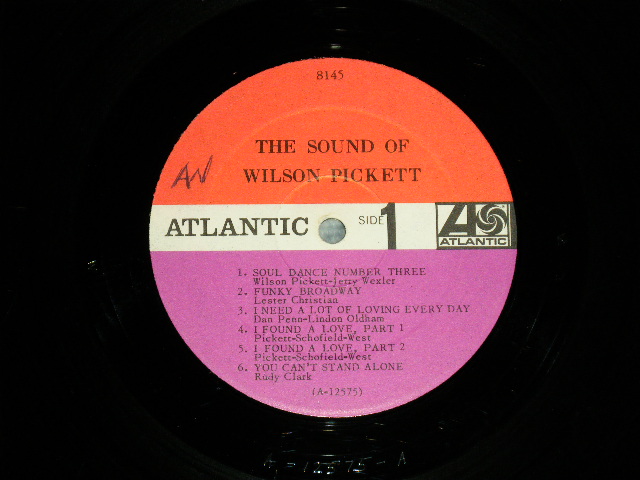 8145
THE SOUND OF
WILSON PICKETT
AN
ATLANTIC
SIDE 1
ATLANTIC
1. SOUL DANCE NUMBER THREE
Wilson Pickett-Jerry Wexler
2. FUNKY BROADWAY
Lester Christian
3. I NEED A LOT OF LOVING EVERY DAY
Dan Penn-Lindon Oldham
4. I FOUND A LOVE, PART 1
Pickett-Schofield-West
5. I FOUND A LOVE, PART 2
Pickett-Schofield-West
6. YOU CAN'T STAND ALONE
Rudy Clark
(A-12575)
12575-A